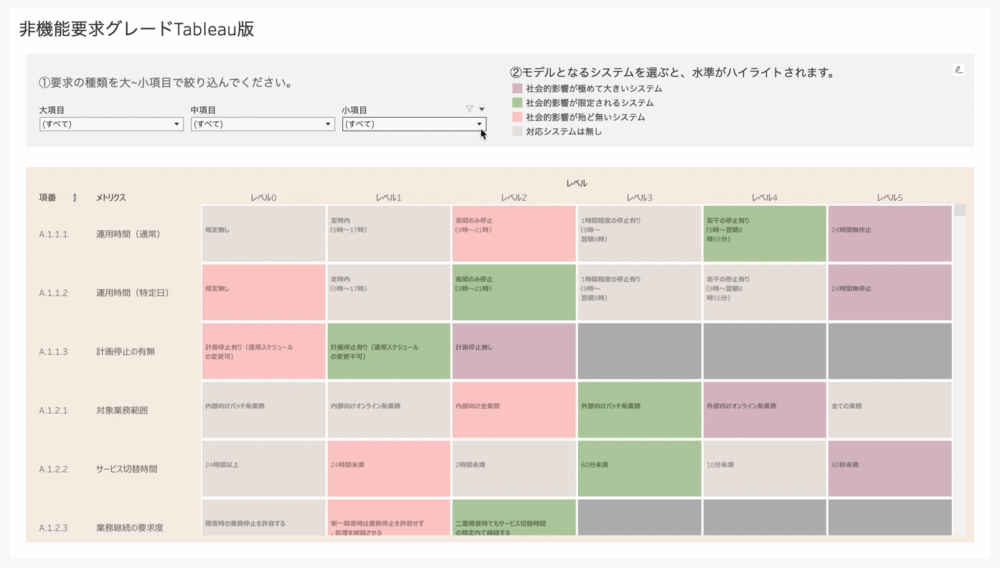 非機能要求グレードTableau版
①要求の種類を大~小項目で絞り込んでください。
②モデルとなるシステムを選ぶと、水準がハイライトされます。
社会的影響が極めて大きいシステム
社会的影響が限定されるシステム
社会的影響が殆ど無いシステム
対応システムは無し
大項目
中項目
小項目
(すべて)
(すべて)
(すべて)
レベル
項番
メトリクス
レベル0
レベル1
レベル2
レベル3
レベル4
レベル5
A.1.1.1
運用時間（通常）
規定無し
定時内
(9時～17時)
夜間のみ停止
(9時～21時)
1時間程度の停止有り
(9時～
翌朝8時)
若干の停止有り
(9時～翌朝8
時55分)
24時間無停止
A.1.1.2
運用時間（特定日）
規定無し
定時内
(9時～17時)
夜間のみ停止
(9時～21時)
1時間程度の停止有り
(9時～
翌朝8時)
若干の停止有り
(9時～翌朝8
時55分)
24時間無停止
A.1.1.3
計画停止の有無
計画停止有り（運用スケジュール
の変更可）
計画停止有り（運用スケジュール
の変更不可）
計画停止無し
A.1.2.1
対象業務範囲
内部向けバッチ系業務
内部向けオンライン系業務
内部向け全業務
外部向けバッチ系業務
外部向けオンライン系業務
全ての業務
A.1.2.2
サービス切替時間
24時間以上
24時間未満
2時間未満
60分未満
10分未満
60秒未満
A.1.2.3
業務継続の要求度
障害時の業務停止を許容する
単一障害時は業務停止を許容せず
、処理を継続させる
二重障害時でもサービス切替時間
の規定内で継続する